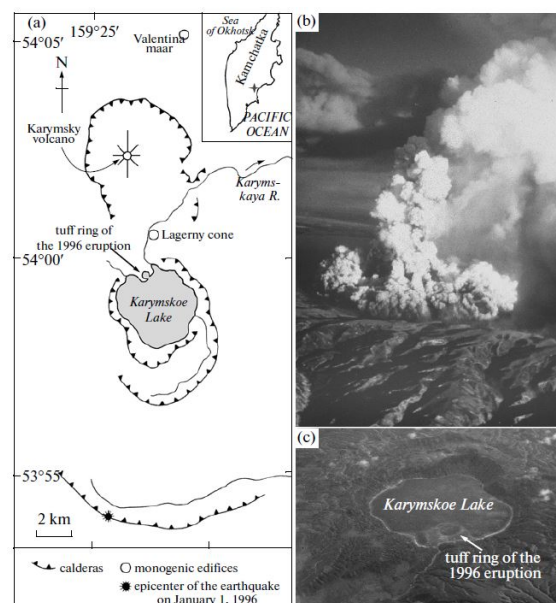 (a)
159°25'
54°05'
Valentina
maar
Sea
of Okhotsk
Kamchatka
PACIFIC
OCEAN
N
Karymsky
volcano
Karyms-
kaya R.
Lagerny cone
tuff ring of
the 1996 eruption
54°00'
Karymskoe
Lake
53°55'
2 km
calderas
monogenic edifices
epicenter of the earthquake
on January 1, 1996
(b)
(c)
Karymskoe Lake
tuff ring of the
1996 eruption